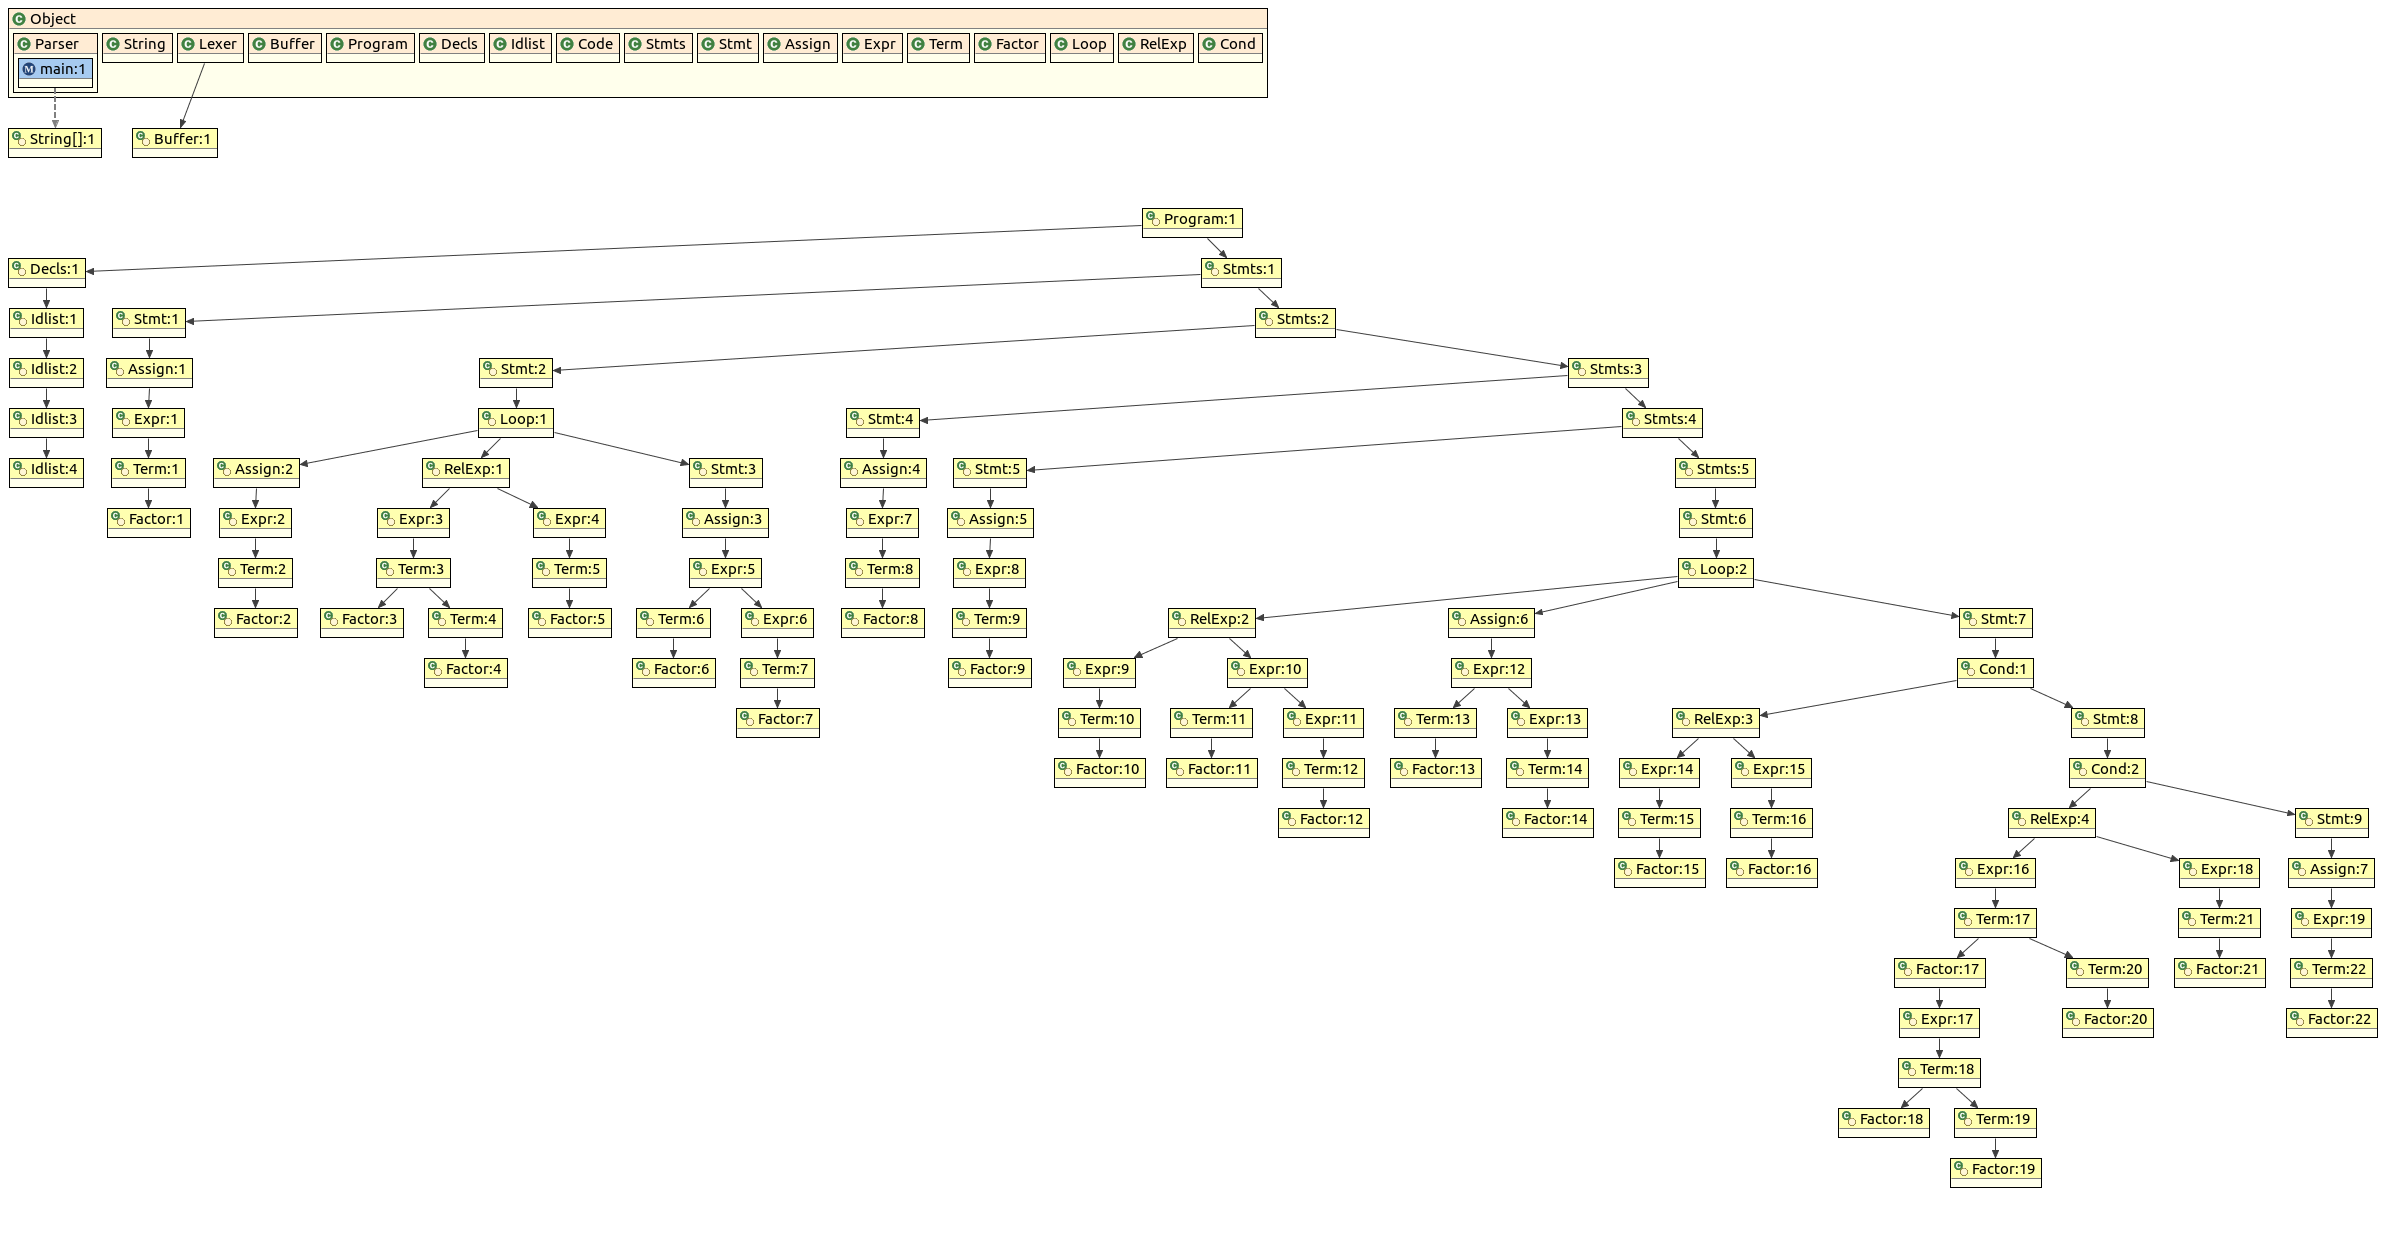 Object
Parser String Lexer Buffer Program Decls Idlist Code Stmts Stmt Assign Expr Term Factor Loop RelExp Cond
main:1
String[]:1 Buffer:1
Program:1
Decls:1 Stmts:1
Idlist:1 Stmt:1 Stmts:2
Idlist:2 Assign:1 Stmt:2 Stmts:3
Idlist:3 Expr:1 Loop:1 Stmt:4 Stmts:4
Idlist:4 Term:1 Assign:2 RelExp:1 Stmt:3 Assign:4 Stmt:5 Stmts:5
Factor:1 Expr:2 Expr:3 Expr:4 Assign:3 Expr:7 Assign:5 Stmt:6
Term:2 Term:3 Term:5 Expr:5 Term:8 Expr:8 Loop:2
Factor:2 Factor:3 Term:4 Factor:5 Term:6 Expr:6 Factor:8 Term:9 RelExp:2 Assign:6 Stmt:7
Factor:4 Factor:6 Term:7 Factor:9 Expr:9 Expr:10 Expr:12 Cond:1
Factor:7 Term:10 Term:11 Expr:11 Term:13 Expr:13 RelExp:3 Stmt:8
Factor:10 Factor:11 Term:12 Factor:13 Term:14 Expr:14 Expr:15 Cond:2
Factor:12 Factor:14 Term:15 Term:16 RelExp:4 Stmt:9
Factor:15 Factor:16 Expr:16 Expr:18 Assign:7
Term:17 Term:21 Expr:19
Factor:17 Term:20 Factor:21 Term:22
Expr:17 Factor:20 Factor:22
Term:18
Factor:18 Term:19
Factor:19